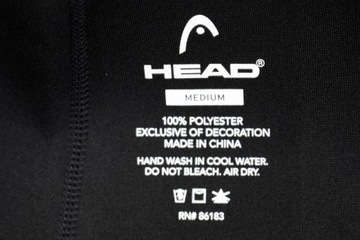 HEAD®
MEDIUM
100% POLYESTER
EXCLUSIVE OF DECORATION
MADE IN CHINA
HAND WASH IN COOL WATER.
DO NOT BLEACH. AIR DRY.
RN# 86183